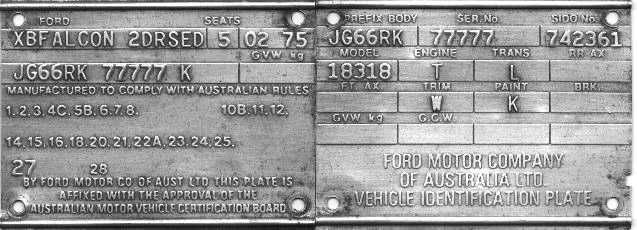 FORD SEATS
XBFALCON 2DRSED 5 02 75
G.V.W kg
JG66RK 77777 K
MANUFACTURED TO COMPLY WITH AUSTRALIAN RULES
1. 2. 3. 4C. 5B. 6. 7. 8. 10B. 11. 12.
14. 15. 16. 18. 20. 21. 22A. 23. 24. 25.
27 28
BY FORD MOTOR CO. OF AUST LTD THIS PLATE IS
AFFIXED WITH THE APPROVAL OF THE
AUSTRALIAN MOTOR VEHICLE CERTIFICATION BOARD
PREFIX BODY SER.No. SIDO No.
JG66RK 77777 742361
MODEL ENGINE TRANS RR AX
18318 T L
FT. AX TRIM PAINT BRK.
W K
GVW kg G.C.W.
FORD MOTOR COMPANY
OF AUSTRALIA LTD.
VEHICLE IDENTIFICATION PLATE